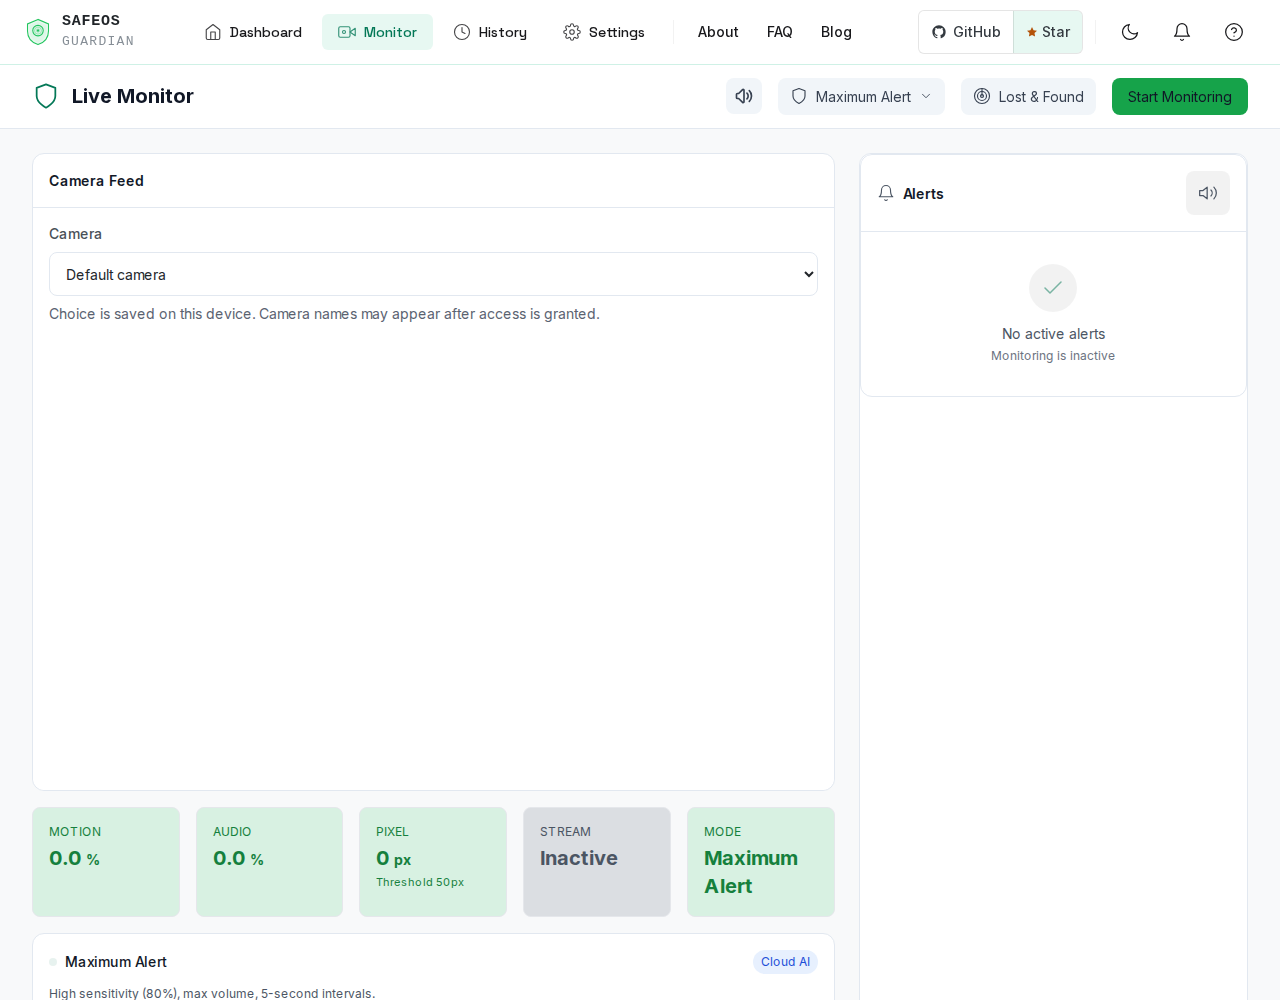 SAFEOS
GUARDIAN
Dashboard
Monitor
History
Settings
About
FAQ
Blog
GitHub
Star
Live Monitor
Maximum Alert
Lost & Found
Start Monitoring
Camera Feed
Camera
Default camera
Choice is saved on this device. Camera names may appear after access is granted.
Alerts
No active alerts
Monitoring is inactive
MOTION
0.0 %
AUDIO
0.0 %
PIXEL
0 px
Threshold 50px
STREAM
Inactive
MODE
Maximum
Alert
Maximum Alert
Cloud AI
High sensitivity (80%), max volume, 5-second intervals.